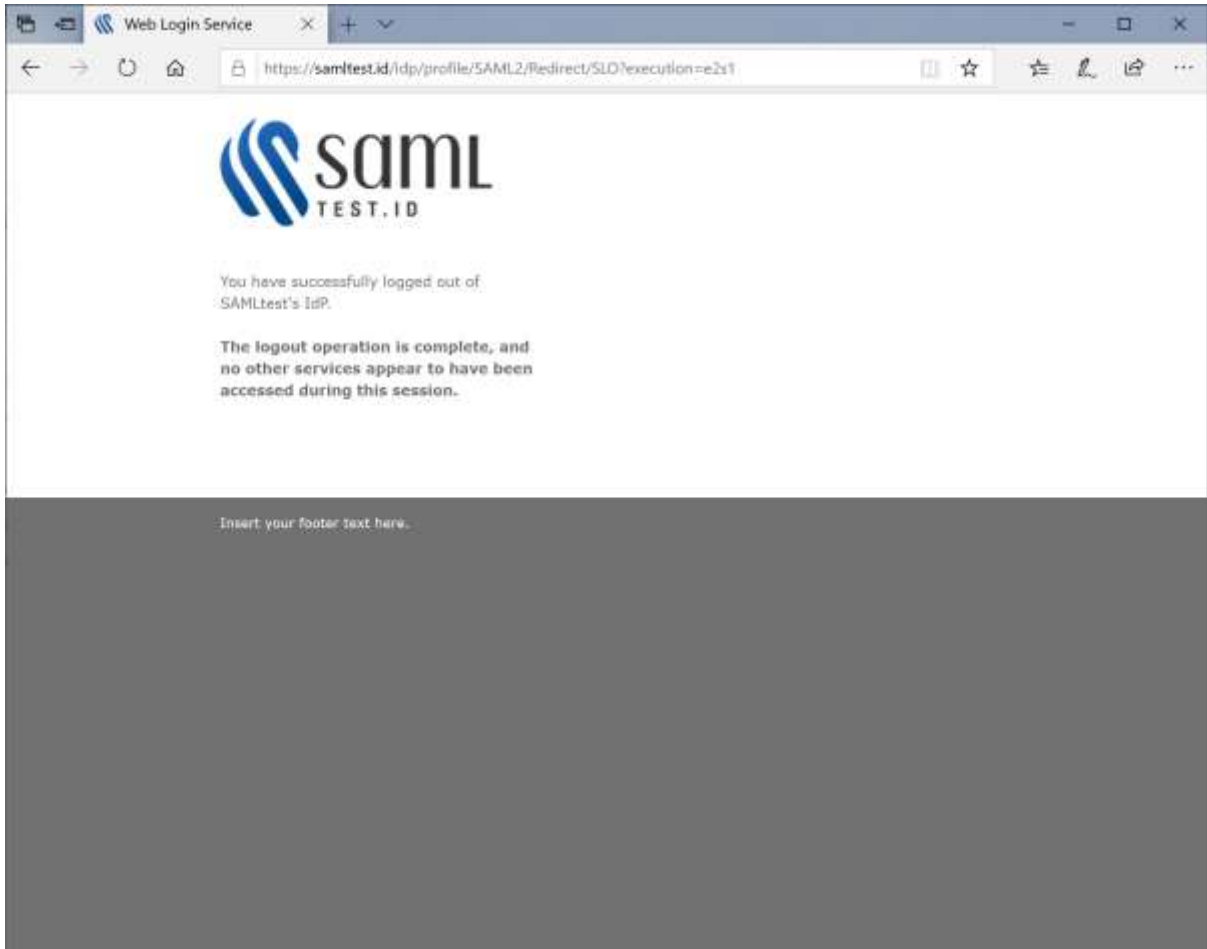 Web Login Service
https://samltest.id/idp/profile/SAML2/Redirect/SLO?execution=e2s1
saml
TEST.ID
You have successfully logged out of
SAMLtest's IdP.
The logout operation is complete, and
no other services appear to have been
accessed during this session.
Insert your footer text here.